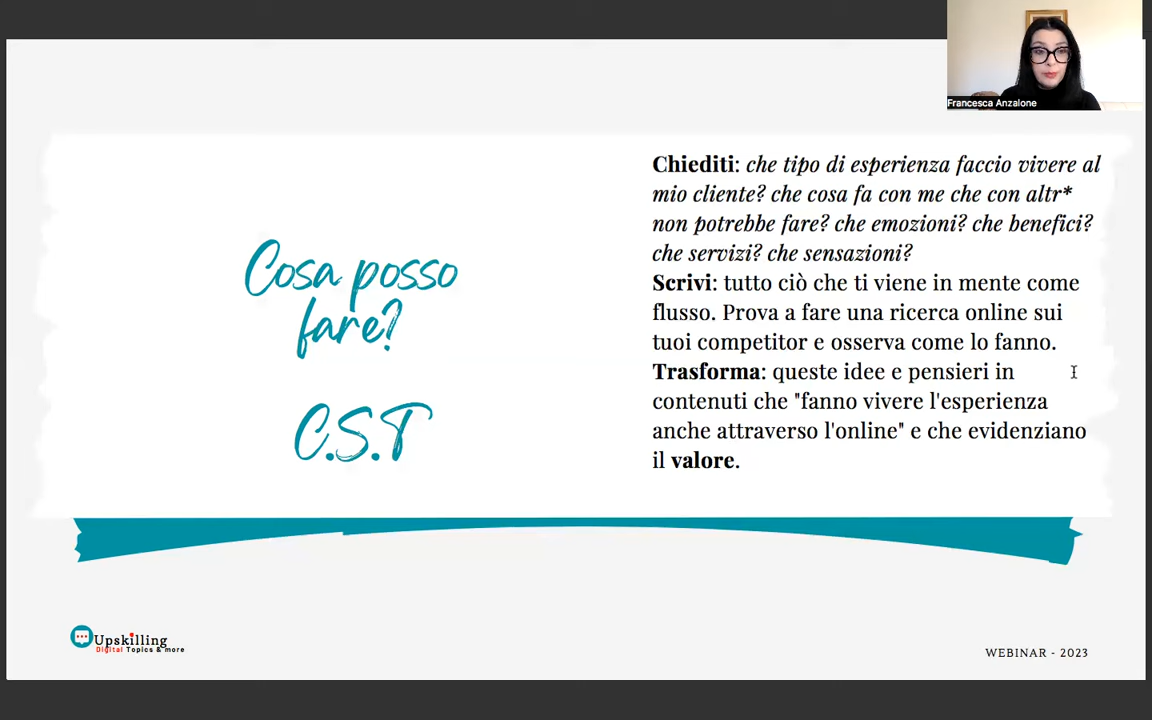 Francesca Anzalone
Cosa posso
fare?
C.S.T
Chiediti: che tipo di esperienza faccio vivere al
mio cliente? che cosa fa con me che con altr*
non potrebbe fare? che emozioni? che benefici?
che servizi? che sensazioni?
Scrivi: tutto ciò che ti viene in mente come
flusso. Prova a fare una ricerca online sui
tuoi competitor e osserva come lo fanno.
Trasforma: queste idee e pensieri in
contenuti che "fanno vivere l'esperienza
anche attraverso l'online" e che evidenziano
il valore.
Upskilling
Digital Topics & more
WEBINAR - 2023